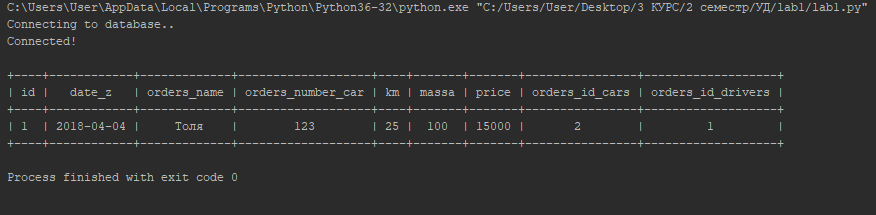 C:\Users\User\AppData\Local\Programs\Python\Python36-32\python.exe "C:/Users/User/Desktop/3 КУРС/2 семестр/УД/lab1/lab1.py"
Connecting to database..
Connected!
+----+------------+-------------+-------------------+----+-------+-------+----------------+-------------------+
| id |   date_z   | orders_name | orders_number_car | km | massa | price | orders_id_cars | orders_id_drivers |
+----+------------+-------------+-------------------+----+-------+-------+----------------+-------------------+
| 1  | 2018-04-04 |     Толя    |        123        | 25 |  100  | 15000 |       2        |         1         |
+----+------------+-------------+-------------------+----+-------+-------+----------------+-------------------+
Process finished with exit code 0